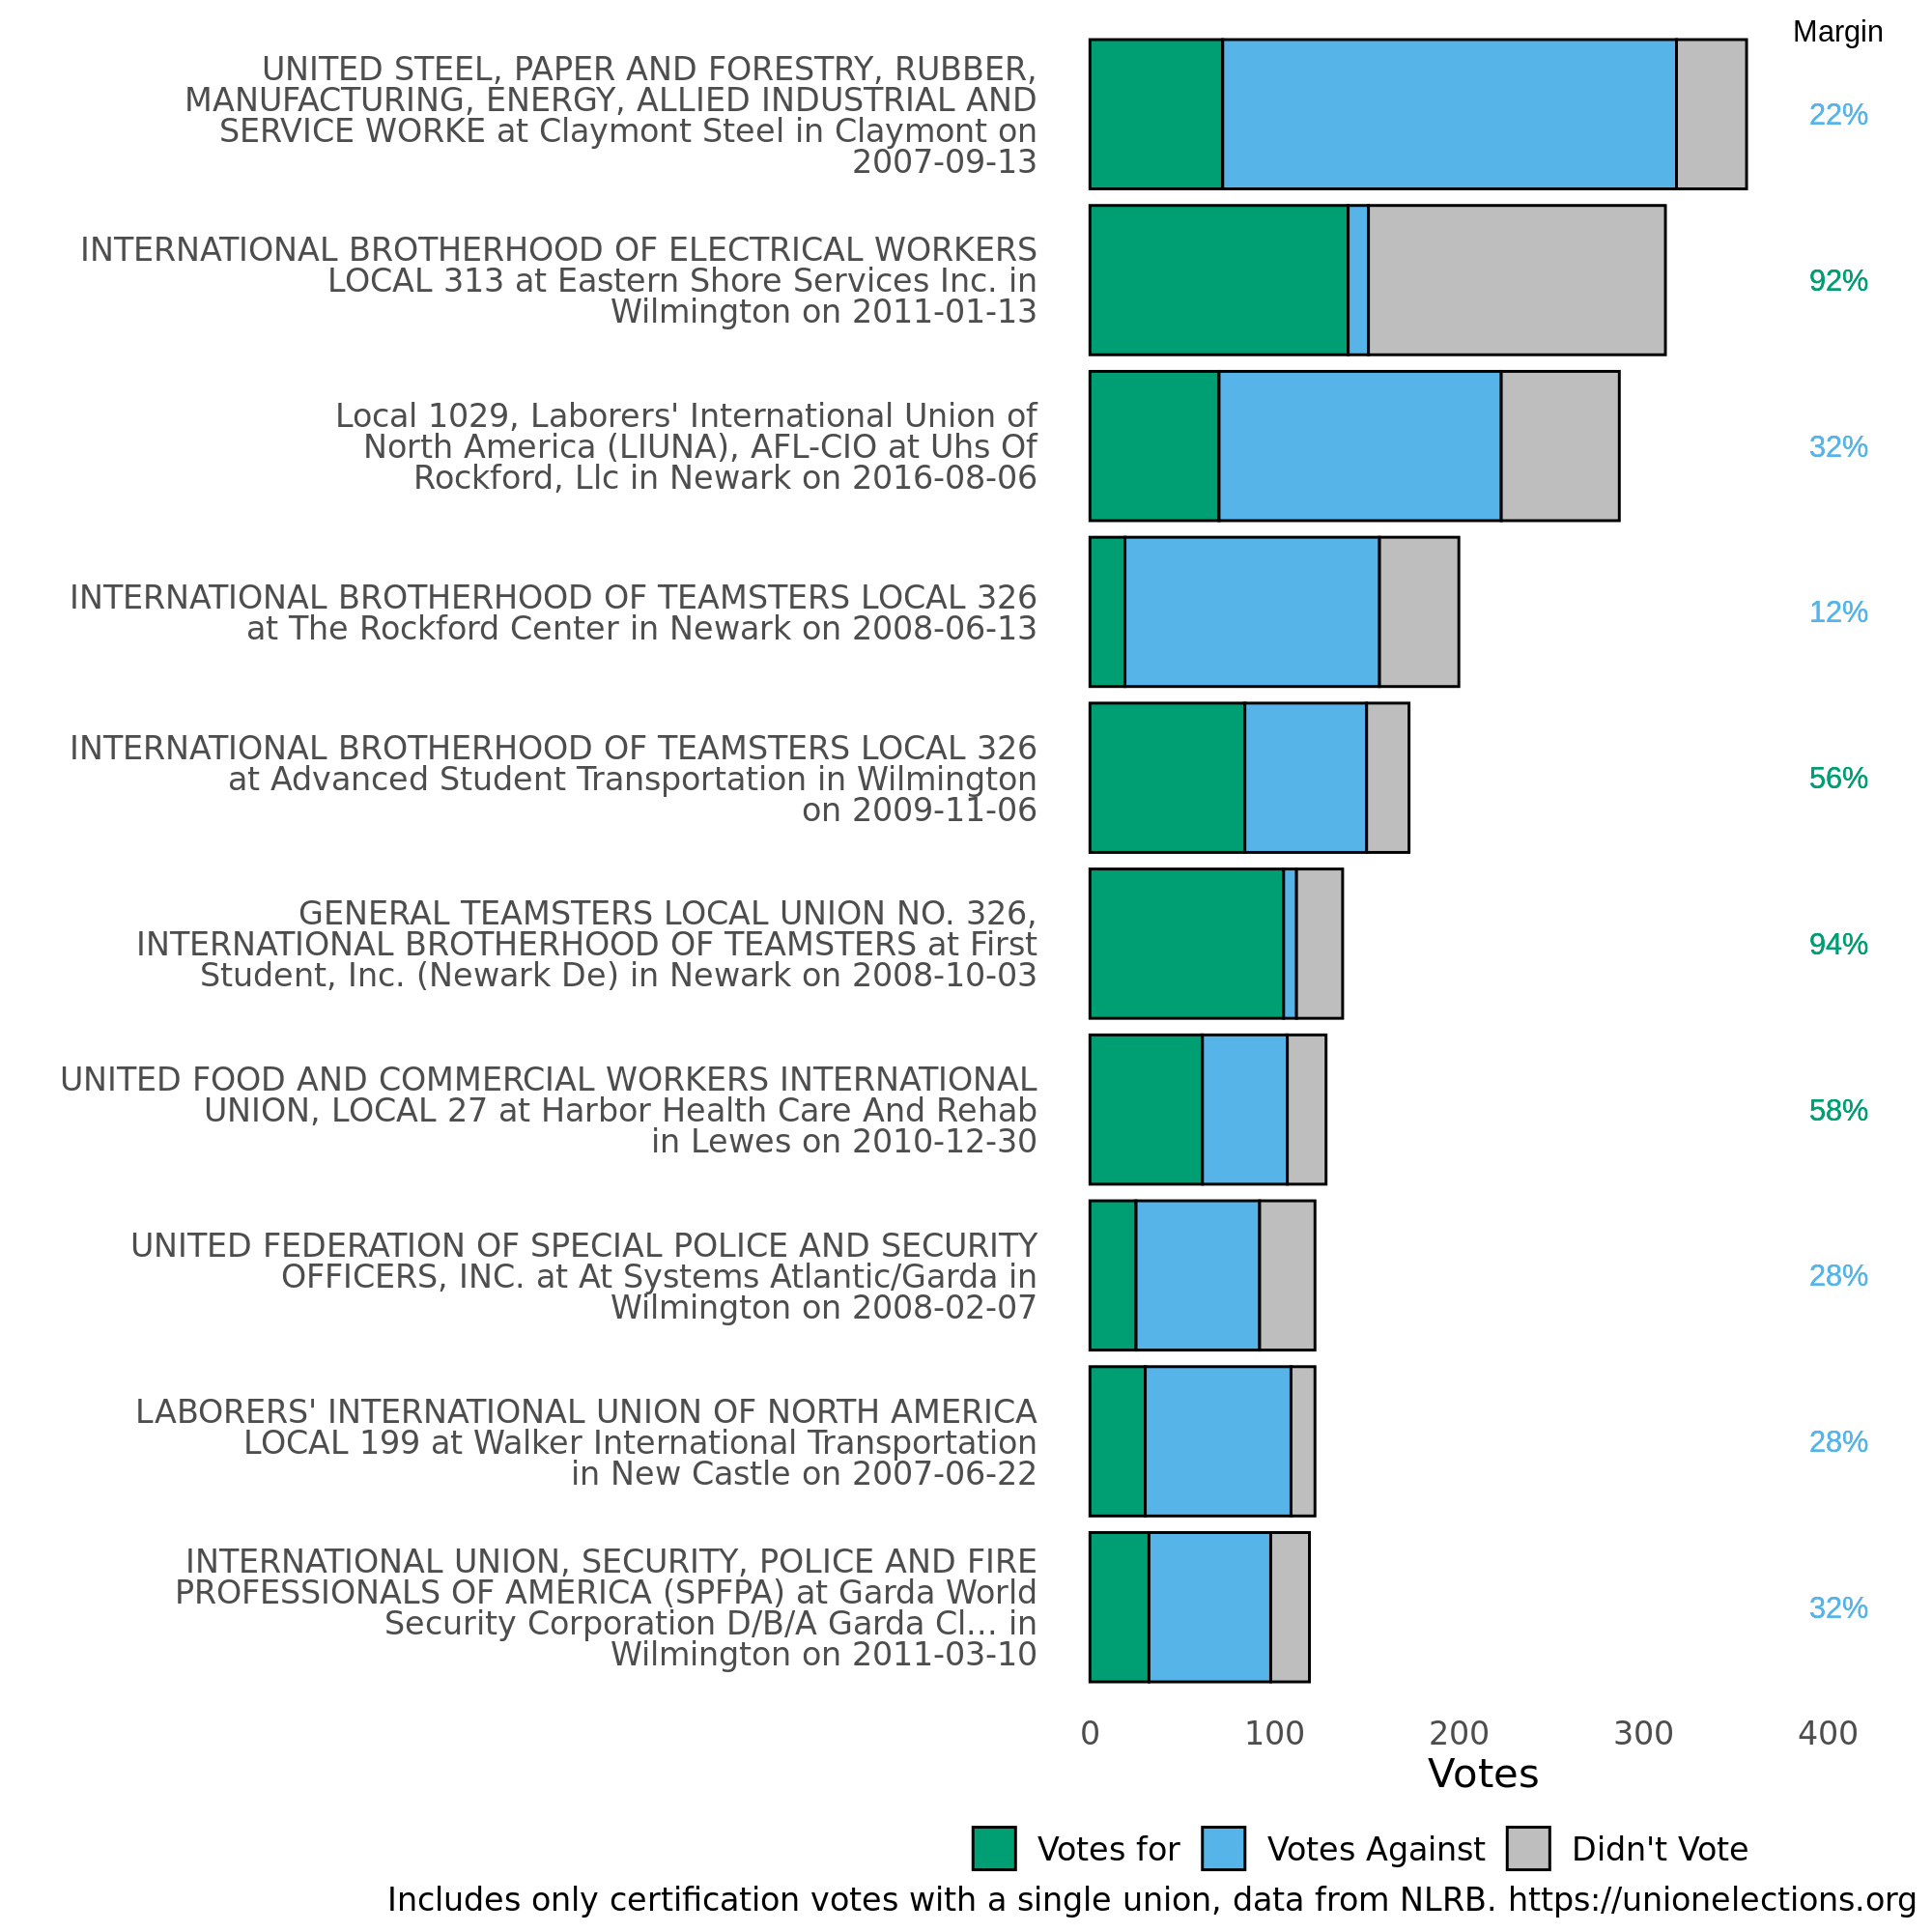 Margin
UNITED STEEL, PAPER AND FORESTRY, RUBBER,
MANUFACTURING, ENERGY, ALLIED INDUSTRIAL AND
SERVICE WORKE at Claymont Steel in Claymont on
2007-09-13
22%
INTERNATIONAL BROTHERHOOD OF ELECTRICAL WORKERS
LOCAL 313 at Eastern Shore Services Inc. in
Wilmington on 2011-01-13
92%
Local 1029, Laborers' International Union of
North America (LIUNA), AFL-CIO at Uhs Of
Rockford, Llc in Newark on 2016-08-06
32%
INTERNATIONAL BROTHERHOOD OF TEAMSTERS LOCAL 326
at The Rockford Center in Newark on 2008-06-13
12%
INTERNATIONAL BROTHERHOOD OF TEAMSTERS LOCAL 326
at Advanced Student Transportation in Wilmington
on 2009-11-06
56%
GENERAL TEAMSTERS LOCAL UNION NO. 326,
INTERNATIONAL BROTHERHOOD OF TEAMSTERS at First
Student, Inc. (Newark De) in Newark on 2008-10-03
94%
UNITED FOOD AND COMMERCIAL WORKERS INTERNATIONAL
UNION, LOCAL 27 at Harbor Health Care And Rehab
in Lewes on 2010-12-30
58%
UNITED FEDERATION OF SPECIAL POLICE AND SECURITY
OFFICERS, INC. at At Systems Atlantic/Garda in
Wilmington on 2008-02-07
28%
LABORERS' INTERNATIONAL UNION OF NORTH AMERICA
LOCAL 199 at Walker International Transportation
in New Castle on 2007-06-22
28%
INTERNATIONAL UNION, SECURITY, POLICE AND FIRE
PROFESSIONALS OF AMERICA (SPFPA) at Garda World
Security Corporation D/B/A Garda Cl... in
Wilmington on 2011-03-10
32%
0 100 200 300 400
Votes
Votes for Votes Against Didn't Vote
Includes only certification votes with a single union, data from NLRB. https://unionelections.org